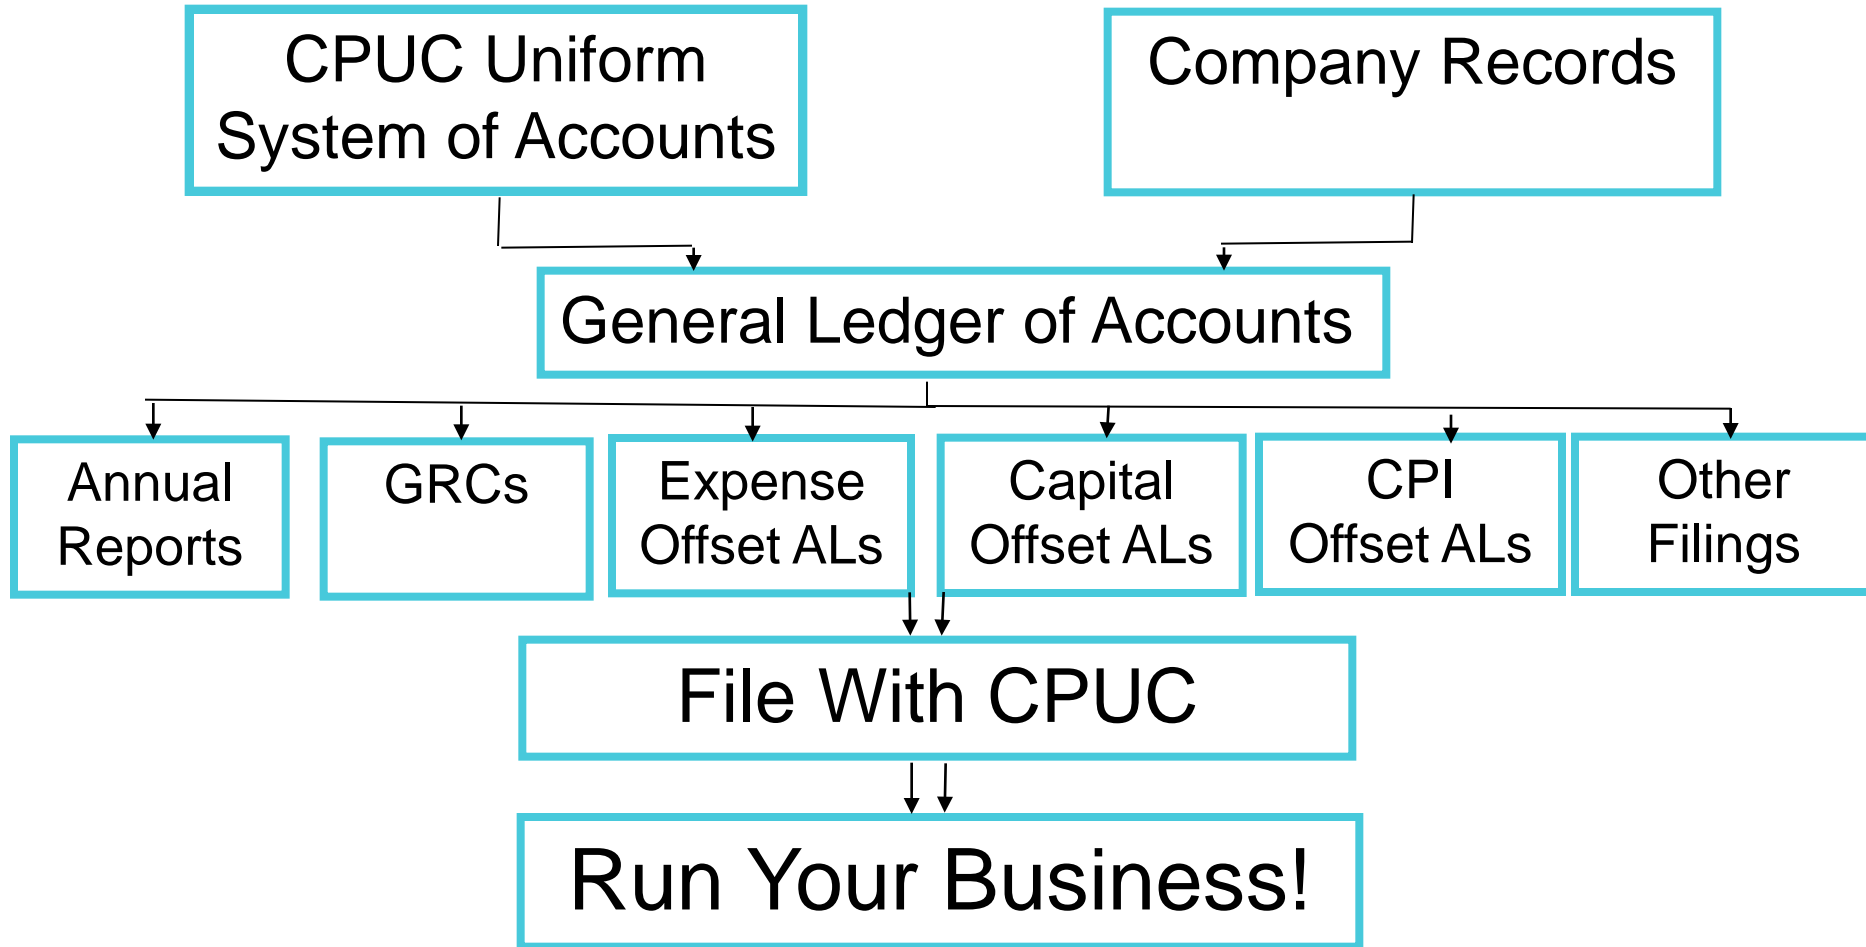 CPUC Uniform
System of Accounts
Company Records
General Ledger of Accounts
Annual
Reports
GRCs
Expense
Offset ALs
Capital
Offset ALs
CPI
Offset ALs
Other
Filings
File With CPUC
Run Your Business!